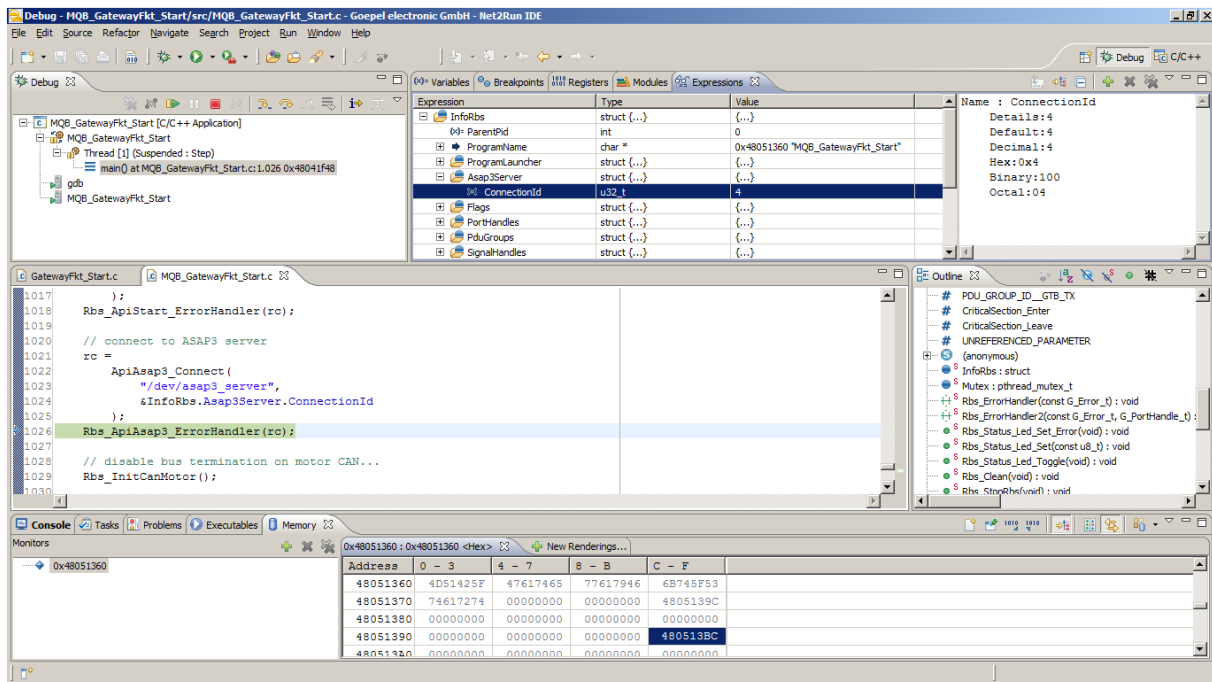 Debug - MQB_GatewayFkt_Start/src/MQB_GatewayFkt_Start.c - Goepel electronic GmbH - Net2Run IDE
File Edit Source Refactor Navigate Search Project Run Window Help
Debug C/C++
Debug
MQB_GatewayFkt_Start [C/C++ Application]
MQB_GatewayFkt_Start
Thread [1] (Suspended : Step)
main() at MQB_GatewayFkt_Start.c:1.026 0x48041f48
gdb
MQB_GatewayFkt_Start
(x)= Variables Breakpoints Registers Modules Expressions
Expression Type Value
InfoRbs struct {...} {...}
(x)= ParentPid int 0
ProgramName char * 0x48051360 "MQB_GatewayFkt_Start"
ProgramLauncher struct {...} {...}
Asap3Server struct {...} {...}
ConnectionId u32_t 4
Flags struct {...} {...}
PortHandles struct {...} {...}
PduGroups struct {...} {...}
SignalHandles struct {...} {...}
Name : ConnectionId
Details:4
Default:4
Decimal:4
Hex:0x4
Binary:100
Octal:04
GatewayFkt_Start.c MQB_GatewayFkt_Start.c
1017 );
1018 Rbs_ApiStart_ErrorHandler(rc);
1019
1020 // connect to ASAP3 server
1021 rc =
1022 ApiAsap3_Connect(
1023 "/dev/asap3_server",
1024 &InfoRbs.Asap3Server.ConnectionId
1025 );
1026 Rbs_ApiAsap3_ErrorHandler(rc);
1027
1028 // disable bus termination on motor CAN...
1029 Rbs_InitCanMotor();
1030
Outline
# PDU_GROUP_ID__GTB_TX
# CriticalSection_Enter
# CriticalSection_Leave
# UNREFERENCED_PARAMETER
(anonymous)
InfoRbs : struct
Mutex : pthread_mutex_t
Rbs_ErrorHandler(const G_Error_t) : void
Rbs_ErrorHandler2(const G_Error_t, G_PortHandle_t) :
Rbs_Status_Led_Set_Error(void) : void
Rbs_Status_Led_Set(const u8_t) : void
Rbs_Status_Led_Toggle(void) : void
Rbs_Clean(void) : void
Rbs_StopRbs(void) : void
Console Tasks Problems Executables Memory
Monitors
0x48051360
0x48051360 : 0x48051360 <Hex> New Renderings...
Address 0 - 3 4 - 7 8 - B C - F
48051360 4D51425F 47617465 77617946 6B745F53
48051370 74617274 00000000 00000000 4805139C
48051380 00000000 00000000 00000000 00000000
48051390 00000000 00000000 00000000 480513BC
480513A0 00000000 00000000 00000000 00000000